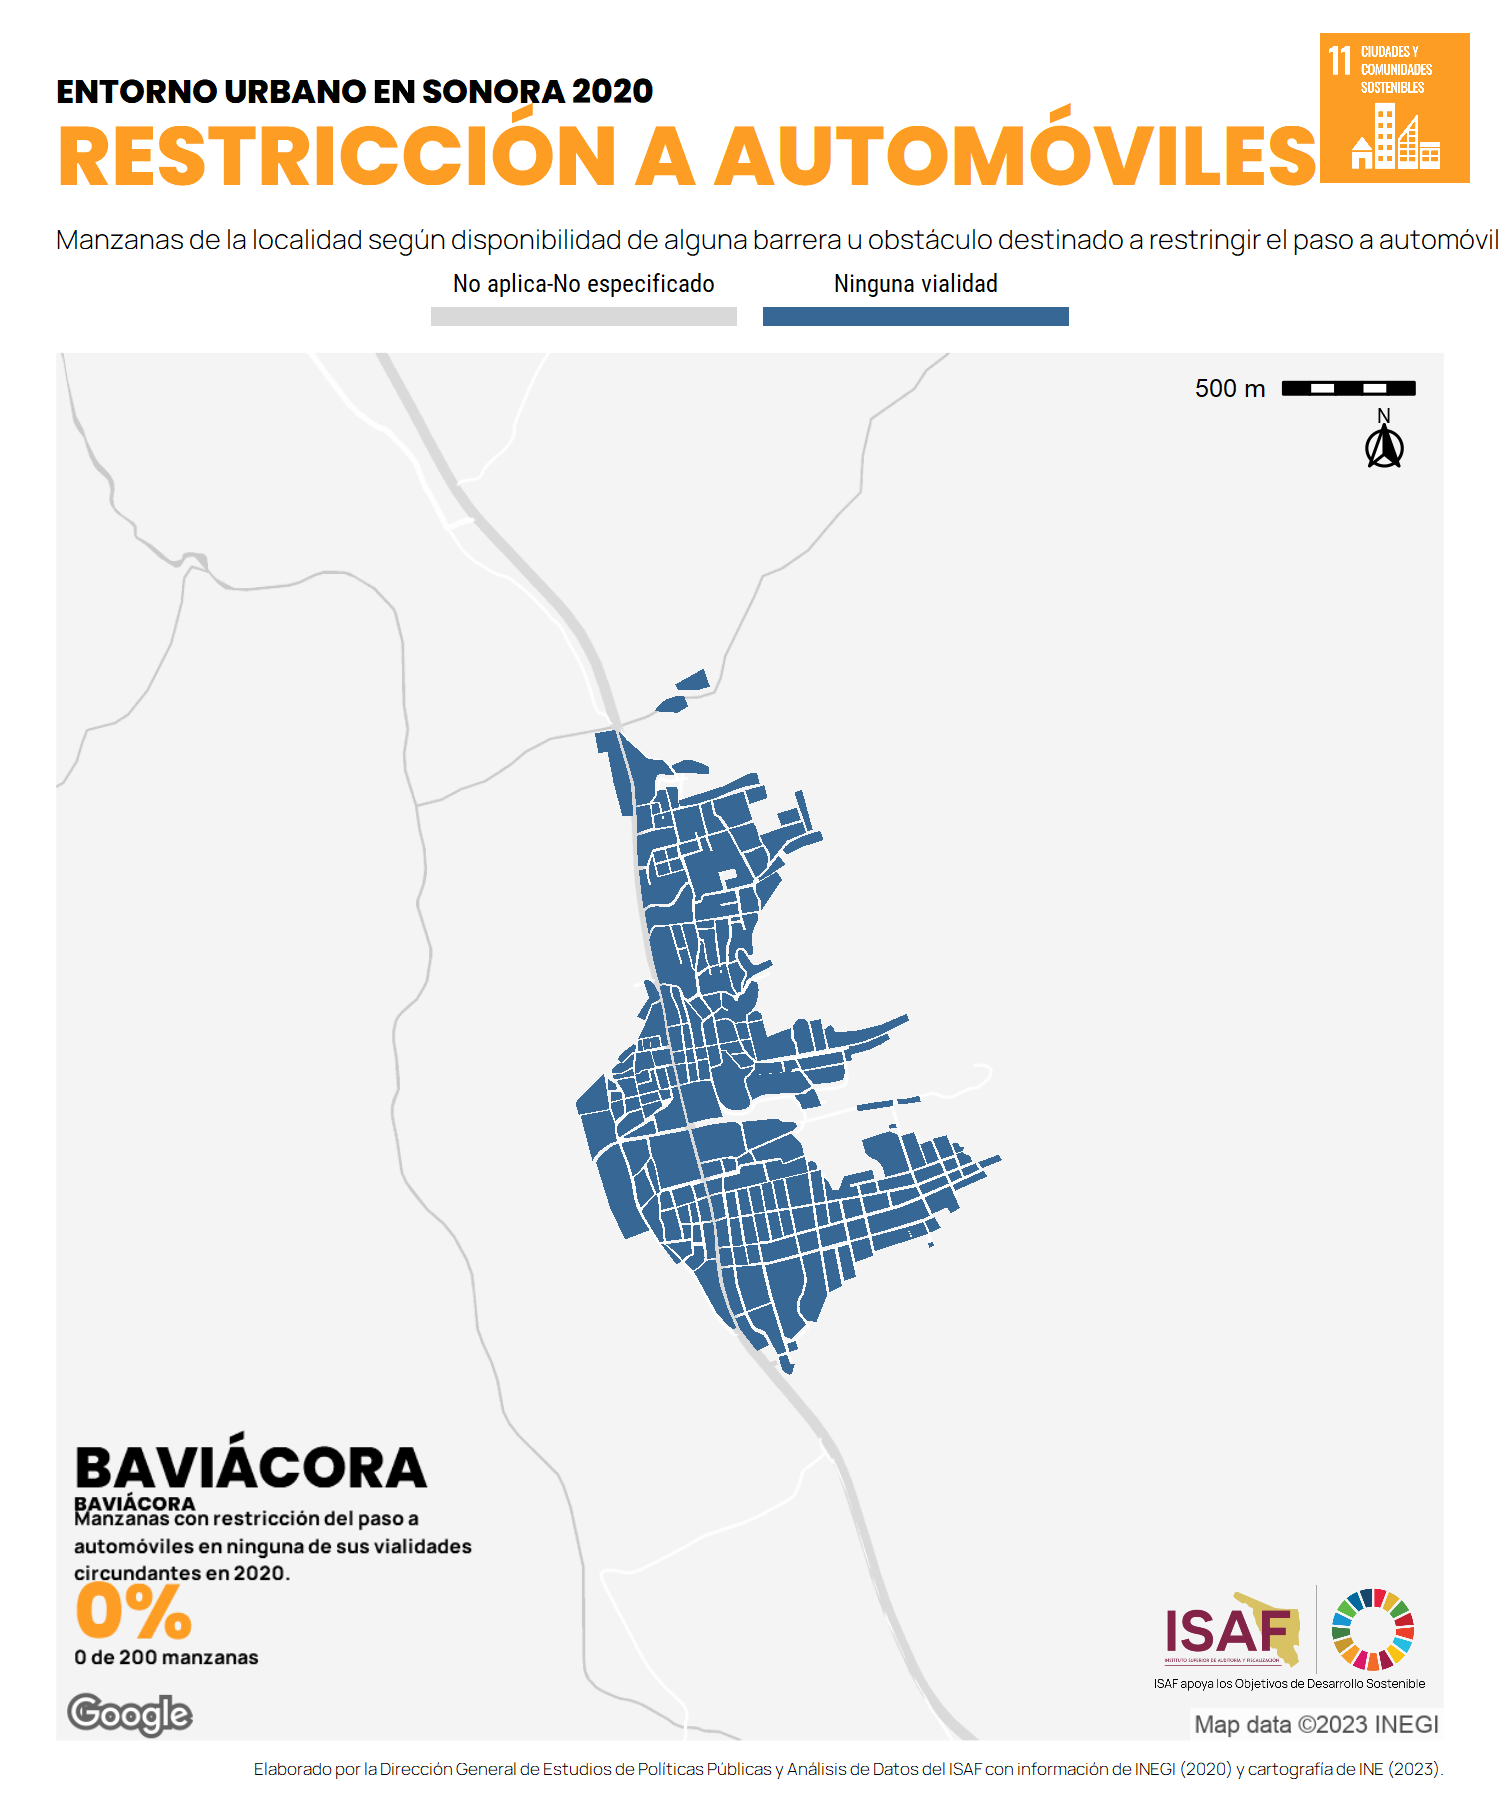 11 CIUDADES Y
COMUNIDADES
SOSTENIBLES
ENTORNO URBANO EN SONORA 2020
RESTRICCIÓN A AUTOMÓVILES
Manzanas de la localidad según disponibilidad de alguna barrera u obstáculo destinado a restringir el paso a automóvil
No aplica-No especificado
Ninguna vialidad
500 m
N
BAVIÁCORA
BAVIÁCORA
Manzanas con restricción del paso a
automóviles en ninguna de sus vialidades
circundantes en 2020.
0%
0 de 200 manzanas
Google
ISAF
INSTITUTO SUPERIOR DE AUDITORÍA Y FISCALIZACIÓN
ISAF apoya los Objetivos de Desarrollo Sostenible
Map data ©2023 INEGI
Elaborado por la Dirección General de Estudios de Políticas Públicas y Análisis de Datos del ISAF con información de INEGI (2020) y cartografía de INE (2023).